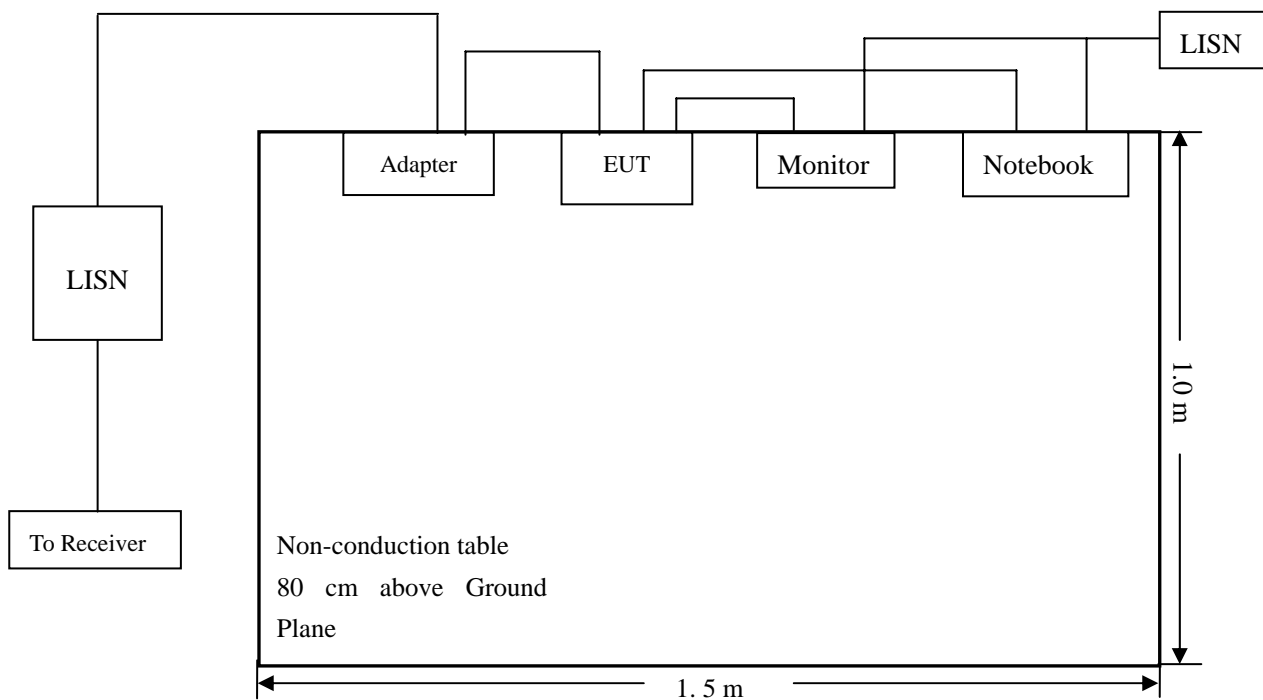 LISN
Adapter
EUT
Monitor
Notebook
LISN
1.0 m
To Receiver
Non-conduction table
80 cm above Ground
Plane
1. 5 m